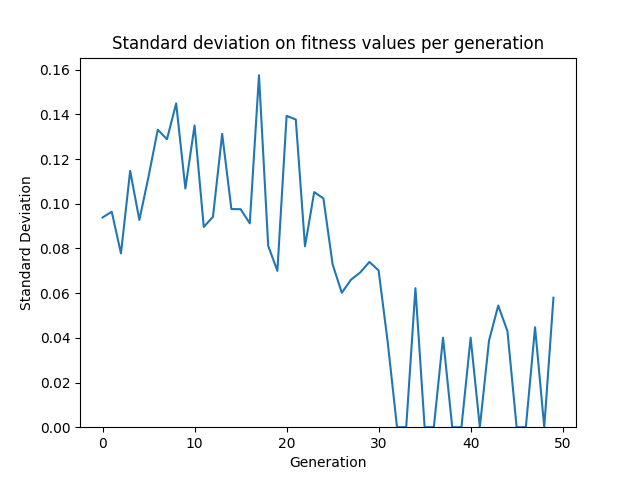 Standard deviation on fitness values per generation
0.16
0.14
0.12
0.10
0.08
0.06
0.04
0.02
0.00
Standard Deviation
0 10 20 30 40 50
Generation